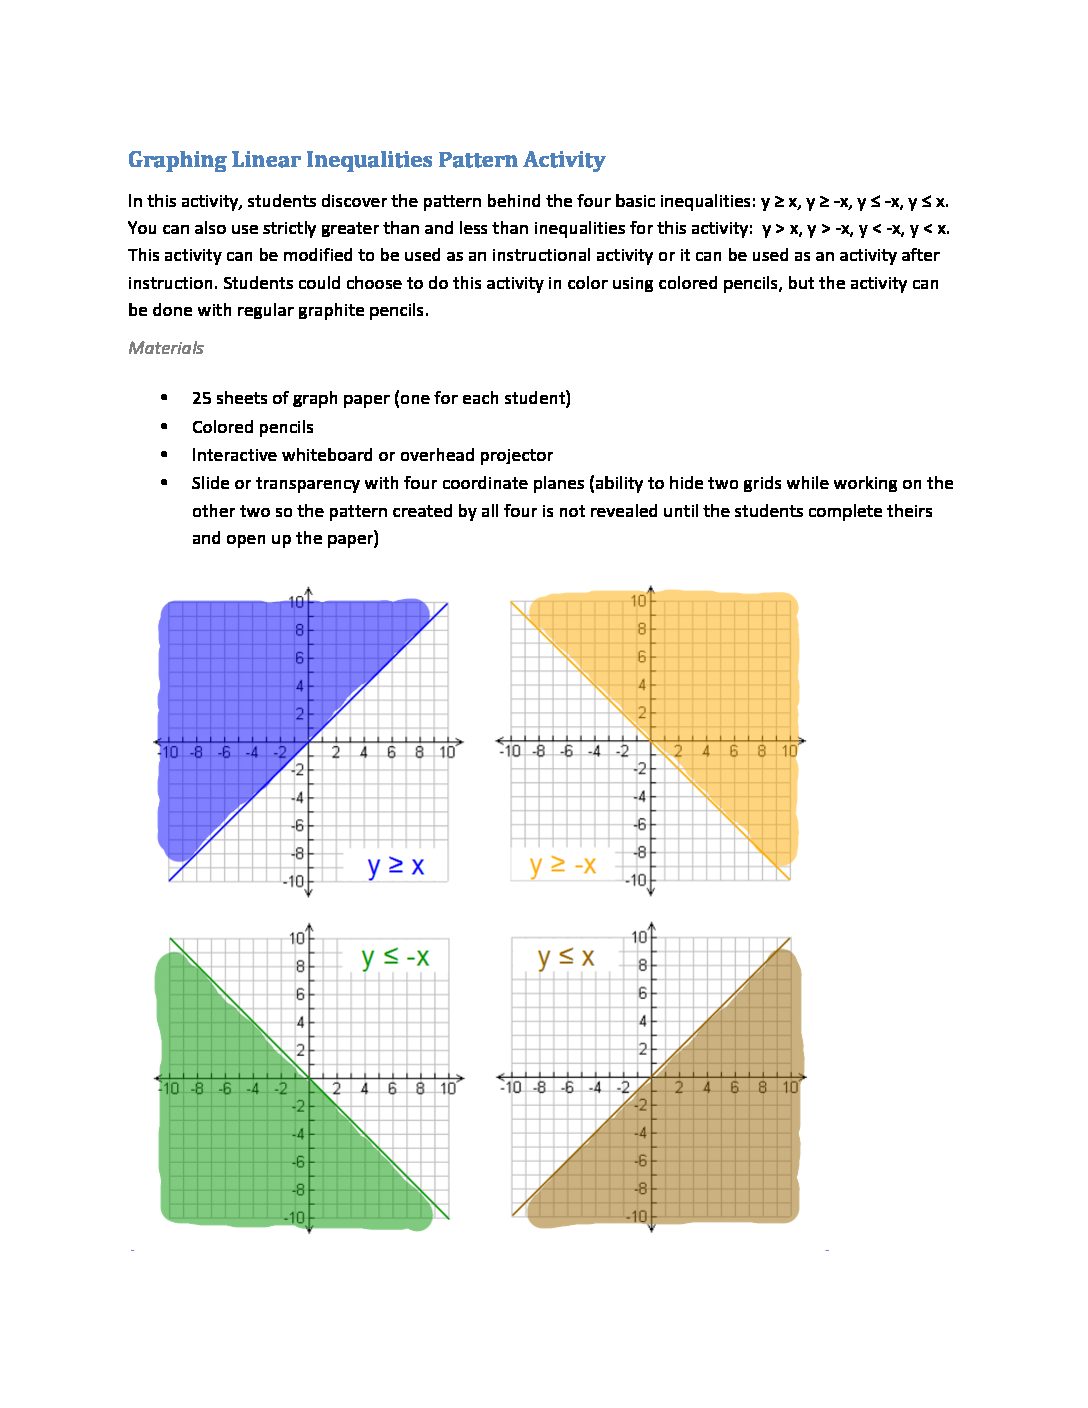 Graphing Linear Inequalities Pattern Activity
In this activity, students discover the pattern behind the four basic inequalities: y ≥ x, y ≥ -x, y ≤ -x, y ≤ x.
You can also use strictly greater than and less than inequalities for this activity:  y > x, y > -x, y < -x, y < x.
This activity can be modified to be used as an instructional activity or it can be used as an activity after
instruction. Students could choose to do this activity in color using colored pencils, but the activity can
be done with regular graphite pencils.
Materials
• 25 sheets of graph paper (one for each student)
• Colored pencils
• Interactive whiteboard or overhead projector
• Slide or transparency with four coordinate planes (ability to hide two grids while working on the
other two so the pattern created by all four is not revealed until the students complete theirs
and open up the paper)
10
8
6
4
2
-10 -8 -6 -4 -2 2 4 6 8 10
-2
-4
-6
-8
-10
y ≥ x
10
8
6
4
2
-10 -8 -6 -4 -2 2 4 6 8 10
-2
-4
-6
-8
-10
y ≥ -x
10
8
6
4
2
-10 -8 -6 -4 -2 2 4 6 8 10
-2
-4
-6
-8
-10
y ≤ -x
10
8
6
4
2
-10 -8 -6 -4 -2 2 4 6 8 10
-2
-4
-6
-8
-10
y ≤ x